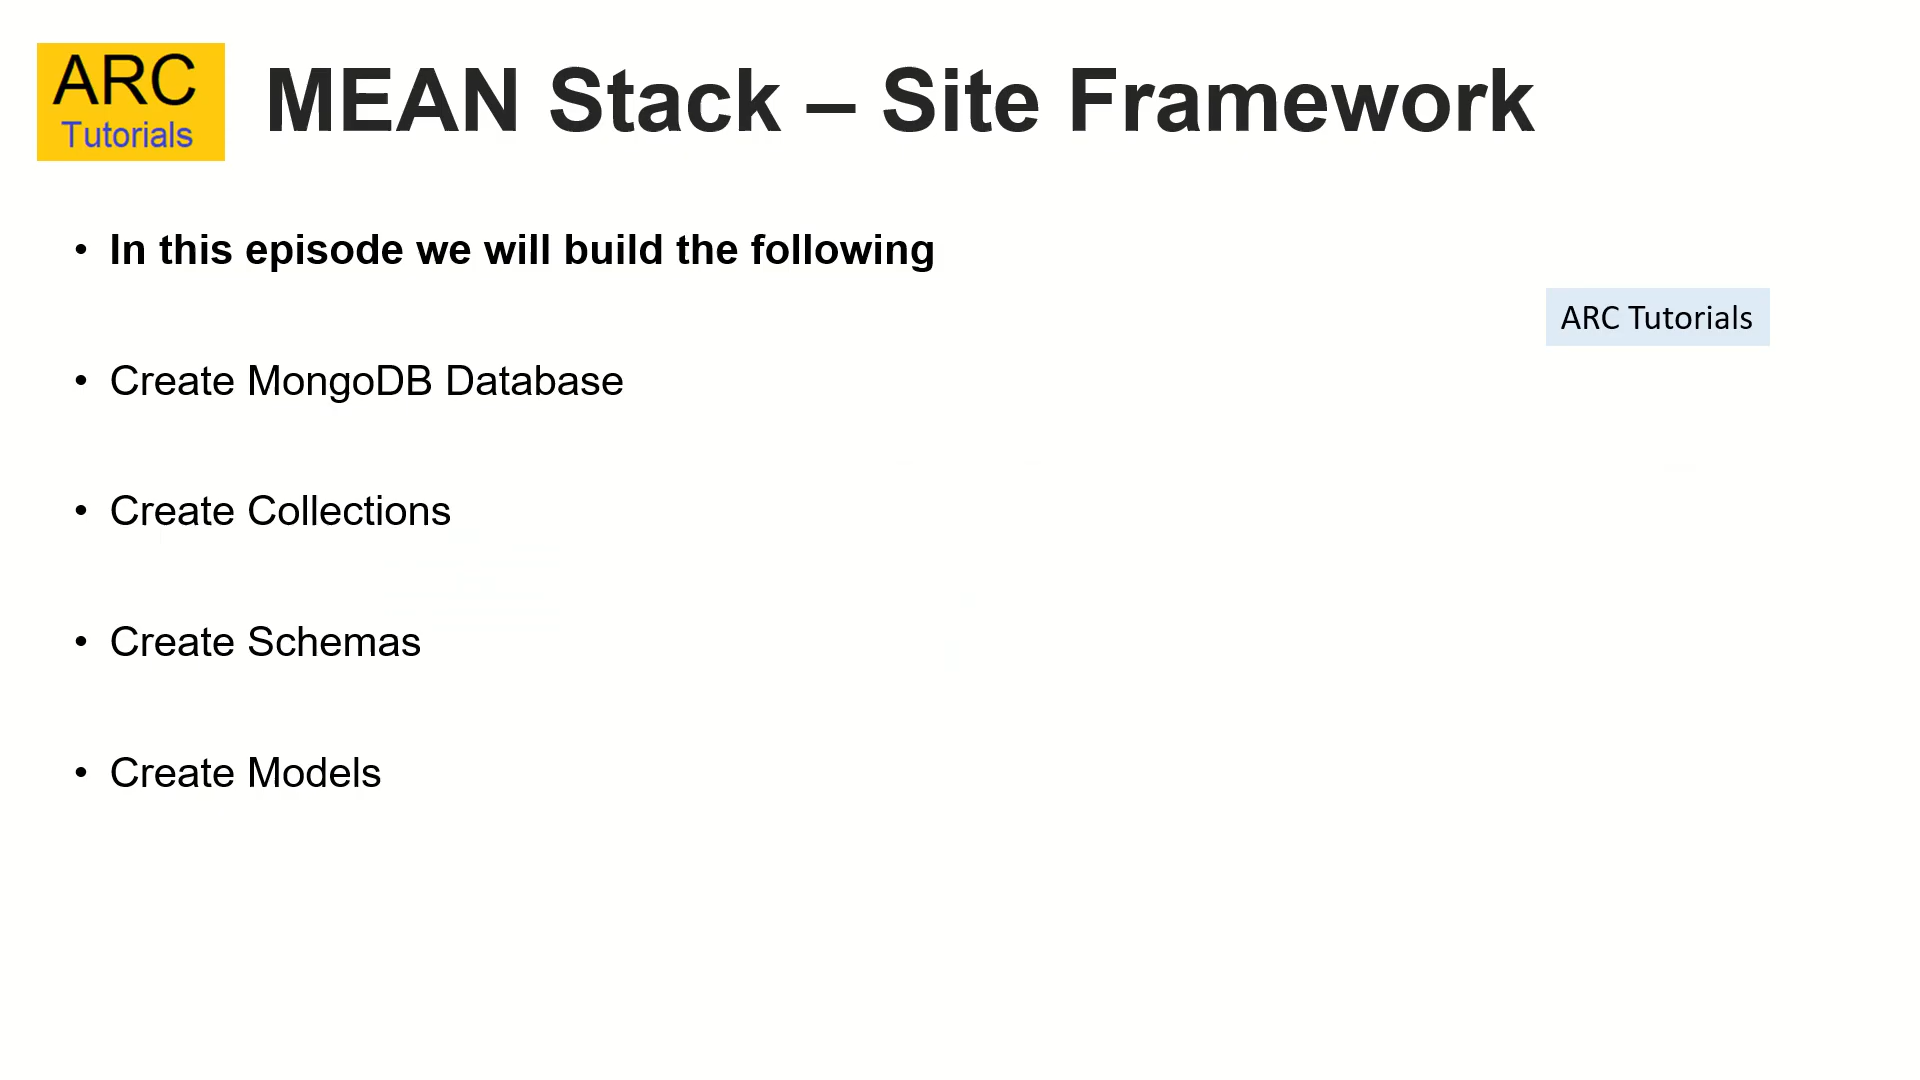 ARC
Tutorials
MEAN Stack – Site Framework
• In this episode we will build the following
ARC Tutorials
• Create MongoDB Database
• Create Collections
• Create Schemas
• Create Models